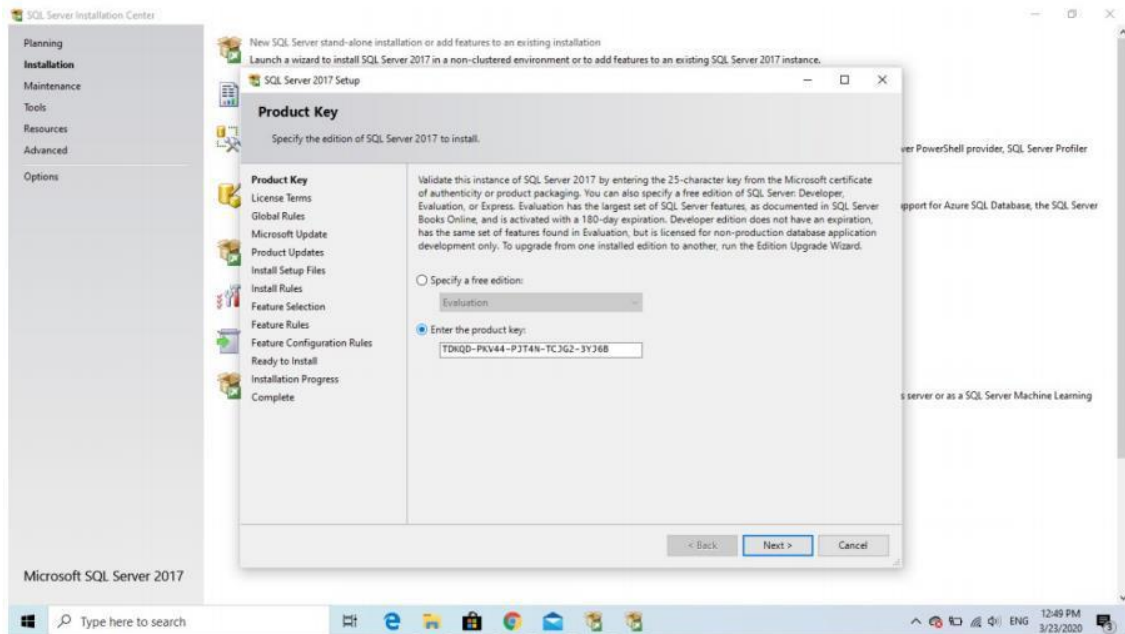 SQL Server Installation Center
Planning
Installation
Maintenance
Tools
Resources
Advanced
Options
Microsoft SQL Server 2017
New SQL Server stand-alone installation or add features to an existing installation
Launch a wizard to install SQL Server 2017 in a non-clustered environment or to add features to an existing SQL Server 2017 instance.
ver PowerShell provider, SQL Server Profiler
pport for Azure SQL Database, the SQL Server
s server or as a SQL Server Machine Learning
SQL Server 2017 Setup
Product Key
Specify the edition of SQL Server 2017 to install.
Product Key
License Terms
Global Rules
Microsoft Update
Product Updates
Install Setup Files
Install Rules
Feature Selection
Feature Rules
Feature Configuration Rules
Ready to Install
Installation Progress
Complete
Validate this instance of SQL Server 2017 by entering the 25-character key from the Microsoft certificate
of authenticity or product packaging. You can also specify a free edition of SQL Server: Developer,
Evaluation, or Express. Evaluation has the largest set of SQL Server features, as documented in SQL Server
Books Online, and is activated with a 180-day expiration. Developer edition does not have an expiration,
has the same set of features found in Evaluation, but is licensed for non-production database application
development only. To upgrade from one installed edition to another, run the Edition Upgrade Wizard.
Specify a free edition:
Evaluation
Enter the product key:
TDKQD-PKV44-PJT4N-TCJG2-3YJ6B
< Back
Next >
Cancel
Type here to search
ENG
12:49 PM
3/23/2020